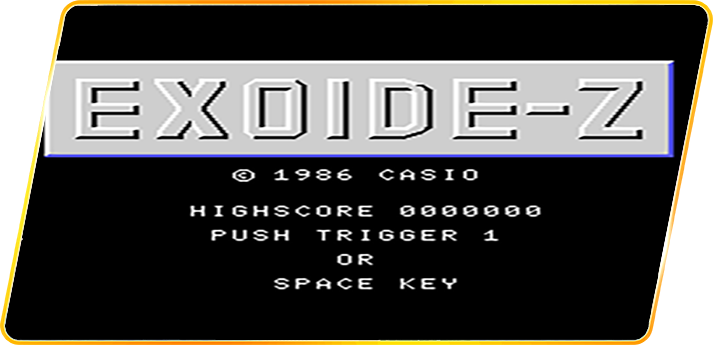 EXOIDE-Z
© 1986 CASIO
HIGHSCORE 0000000
PUSH TRIGGER 1
OR
SPACE KEY